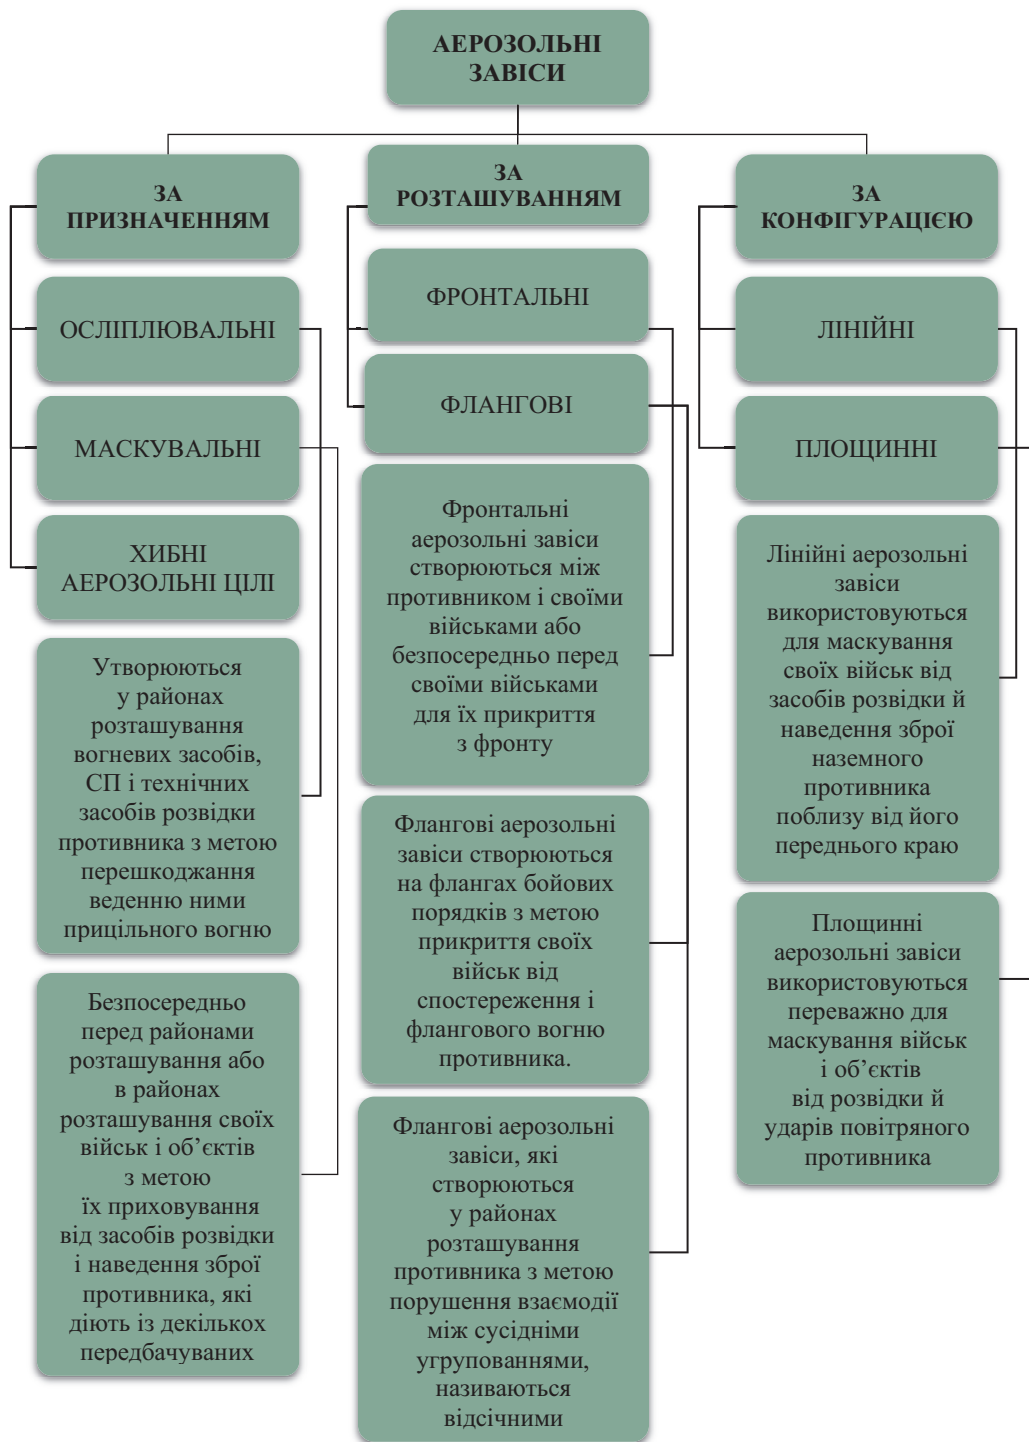 АЕРОЗОЛЬНІ
ЗАВІСИ
ЗА
ПРИЗНАЧЕННЯМ
ОСЛІПЛЮВАЛЬНІ
МАСКУВАЛЬНІ
ХИБНІ
АЕРОЗОЛЬНІ ЦІЛІ
Утворюються
у районах
розташування
вогневих засобів,
СП і технічних
засобів розвідки
противника з метою
перешкоджання
веденню ними
прицільного вогню
Безпосередньо
перед районами
розташування або
в районах
розташування своїх
військ і об’єктів
з метою
їх приховування
від засобів розвідки
і наведення зброї
противника, які
діють із декількох
передбачуваних
ЗА
РОЗТАШУВАННЯМ
ФРОНТАЛЬНІ
ФЛАНГОВІ
Фронтальні
аерозольні завіси
створюються між
противником і своїми
військами або
безпосередньо перед
своїми військами
для їх прикриття
з фронту
Флангові аерозольні
завіси створюються
на флангах бойових
порядків з метою
прикриття своїх
військ від
спостереження і
флангового вогню
противника.
Флангові аерозольні
завіси, які
створюються
у районах
розташування
противника з метою
порушення взаємодії
між сусідніми
угрупованнями,
називаються
відсічними
ЗА
КОНФІГУРАЦІЄЮ
ЛІНІЙНІ
ПЛОЩИННІ
Лінійні аерозольні
завіси
використовуються
для маскування
своїх військ від
засобів розвідки й
наведення зброї
наземного
противника
поблизу від його
переднього краю
Площинні
аерозольні завіси
використовуються
переважно для
маскування військ
і об’єктів
від розвідки й
ударів повітряного
противника